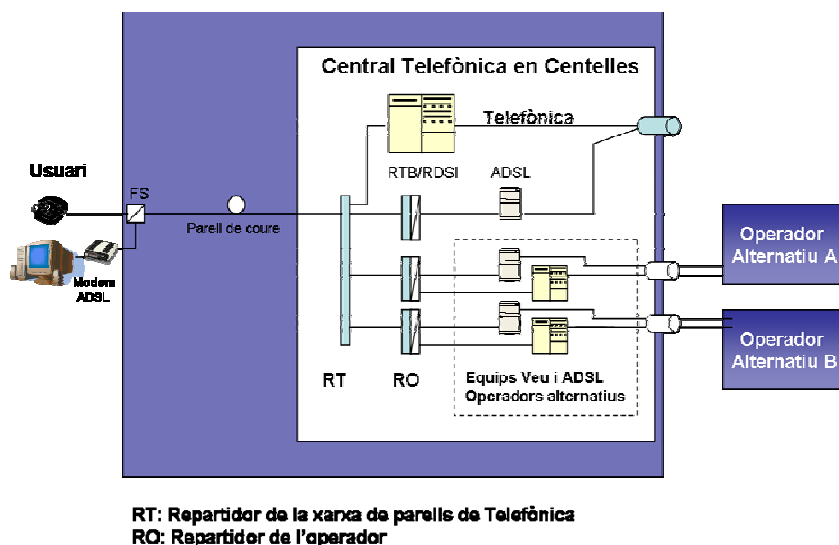 Central Telefònica en Centelles
Telefònica
RTB/RDSI
ADSL
Usuari
FS
Parell de coure
Modem
ADSL
Operador
Alternatiu A
Operador
Alternatiu B
RT
RO
Equips Veu i ADSL
Operadors alternatius
RT: Repartidor de la xarxa de parells de Telefònica
RO: Repartidor de l'operador